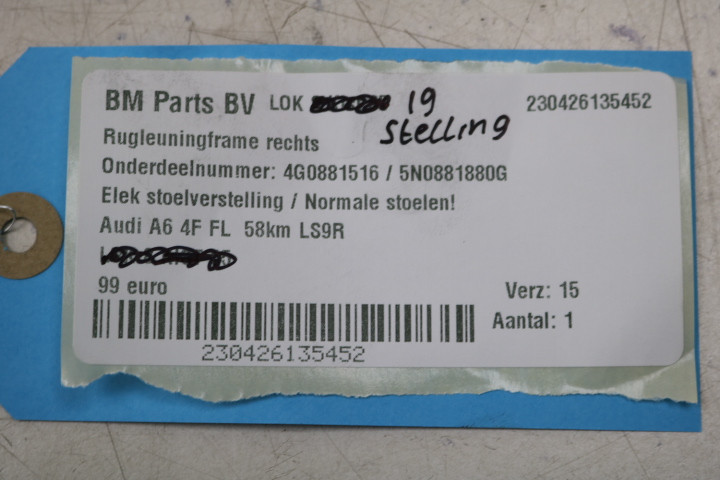 BM Parts BV LOK 19 230426135452
stelling
Rugleuningframe rechts
Onderdeelnummer: 4G0881516 / 5N0881880G
Elek stoelverstelling / Normale stoelen!
Audi A6 4F FL 58km LS9R
99 euro
Verz: 15
Aantal: 1
230426135452